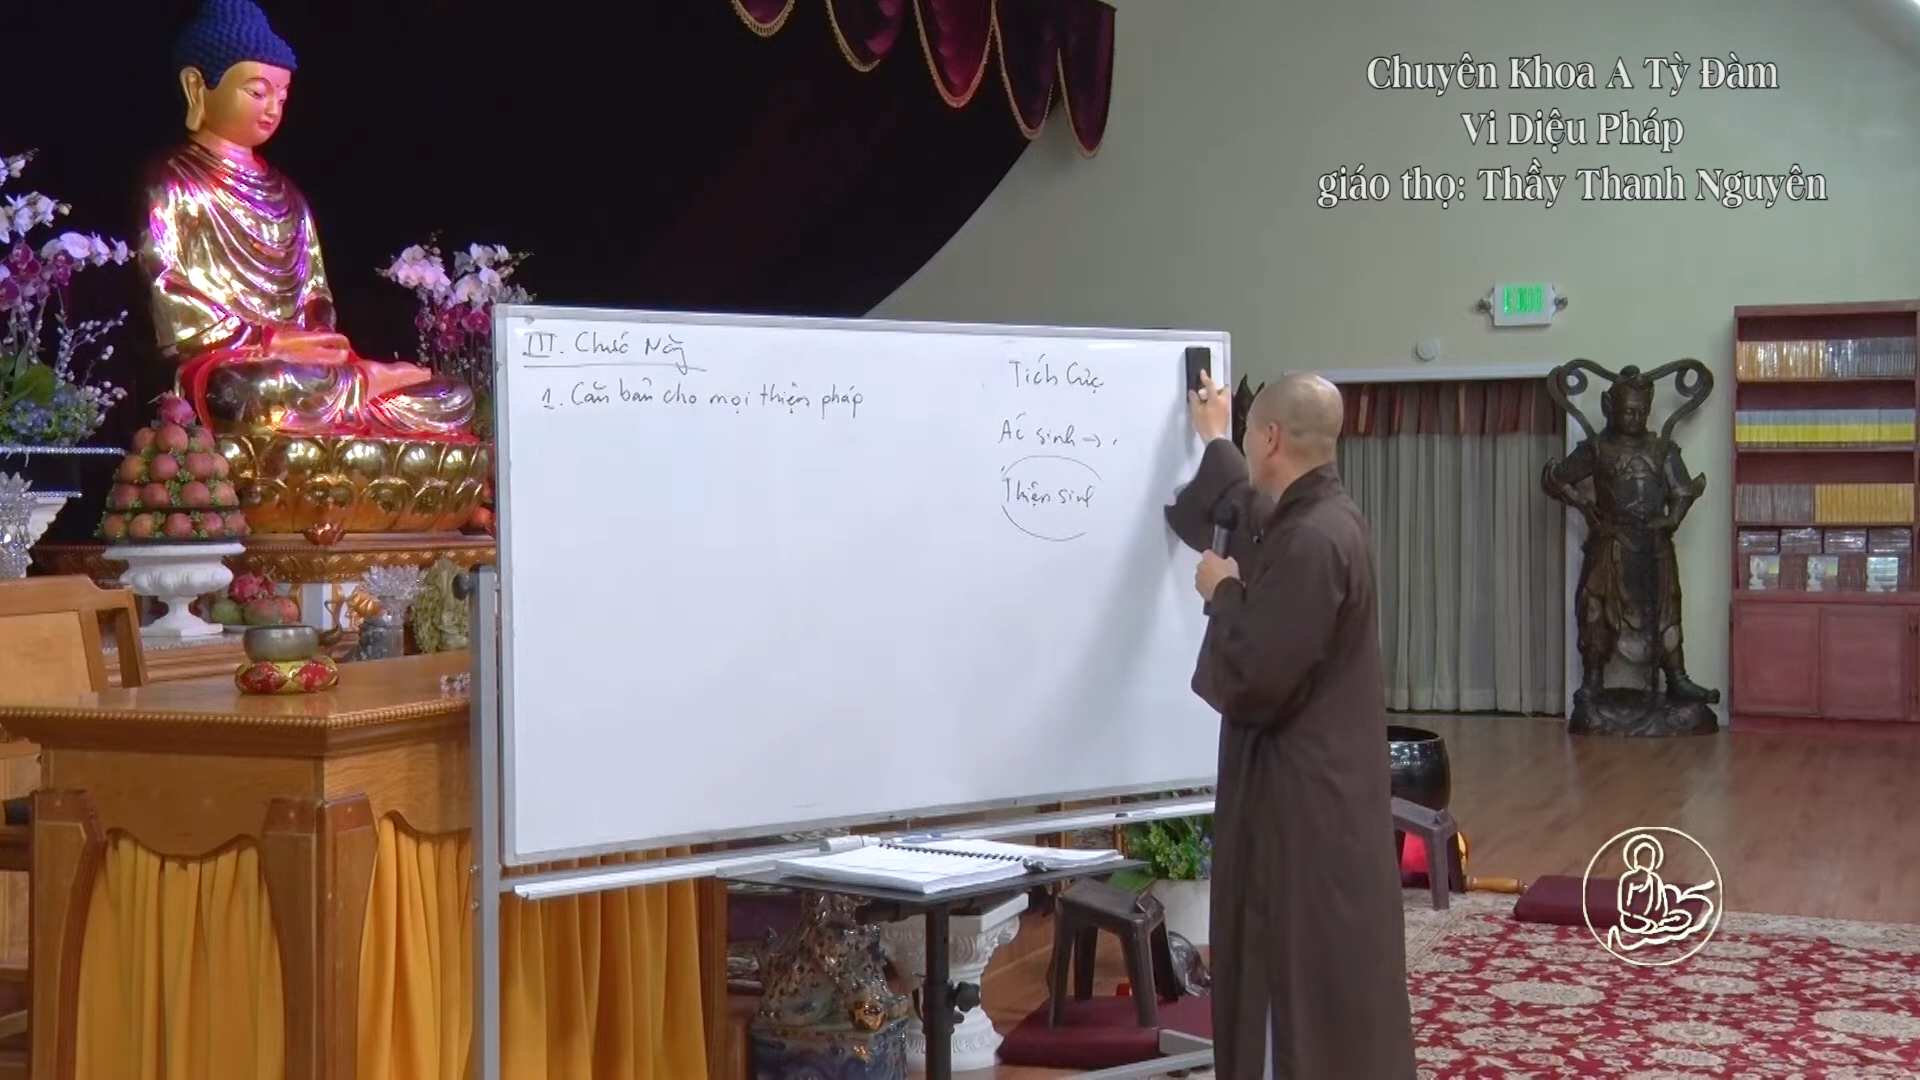 Chuyên Khoa A Tỳ Đàm
Vi Diệu Pháp
giáo thọ: Thầy Thanh Nguyên
III. Chức Năng
1. Căn bản cho mọi thiện pháp
Tích Cực
Ác sinh →
Thiện sinh